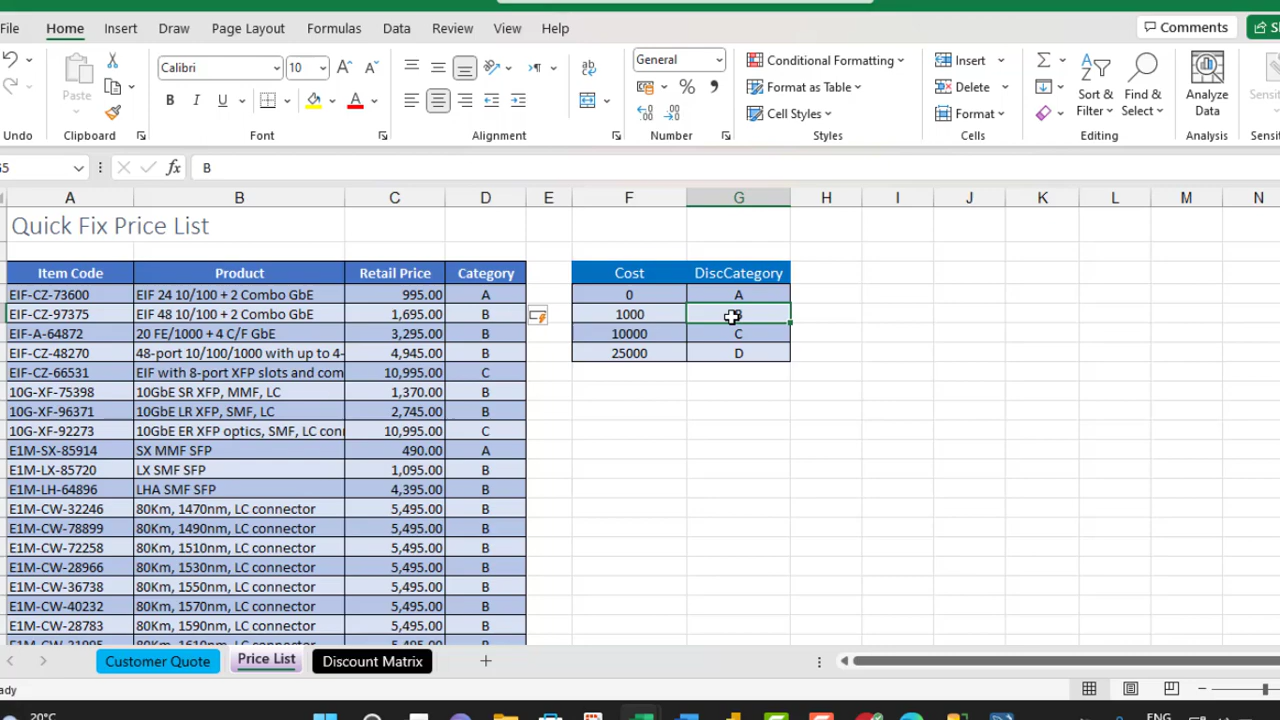 File Home Insert Draw Page Layout Formulas Data Review View Help Comments
Calibri 10 General Conditional Formatting Insert
Paste B I U A Format as Table Delete Sort & Filter Find & Select Analyze Data
Cell Styles Format
Undo Clipboard Font Alignment Number Styles Cells Editing Analysis
fx B
A B C D E F G H I J K L M N
Quick Fix Price List
Item Code Product Retail Price Category Cost DiscCategory
EIF-CZ-73600 EIF 24 10/100 + 2 Combo GbE 995.00 A 0 A
EIF-CZ-97375 EIF 48 10/100 + 2 Combo GbE 1,695.00 B 1000
EIF-A-64872 20 FE/1000 + 4 C/F GbE 3,295.00 B 10000 C
EIF-CZ-48270 48-port 10/100/1000 with up to 4- 4,945.00 B 25000 D
EIF-CZ-66531 EIF with 8-port XFP slots and com 10,995.00 C
10G-XF-75398 10GbE SR XFP, MMF, LC 1,370.00 B
10G-XF-96371 10GbE LR XFP, SMF, LC 2,745.00 B
10G-XF-92273 10GbE ER XFP optics, SMF, LC con 10,995.00 C
E1M-SX-85914 SX MMF SFP 490.00 A
E1M-LX-85720 LX SMF SFP 1,095.00 B
E1M-LH-64896 LHA SMF SFP 4,395.00 B
E1M-CW-32246 80Km, 1470nm, LC connector 5,495.00 B
E1M-CW-78899 80Km, 1490nm, LC connector 5,495.00 B
E1M-CW-72258 80Km, 1510nm, LC connector 5,495.00 B
E1M-CW-28966 80Km, 1530nm, LC connector 5,495.00 B
E1M-CW-36738 80Km, 1550nm, LC connector 5,495.00 B
E1M-CW-40232 80Km, 1570nm, LC connector 5,495.00 B
E1M-CW-28783 80Km, 1590nm, LC connector 5,495.00 B
Customer Quote Price List Discount Matrix
20°C ENG